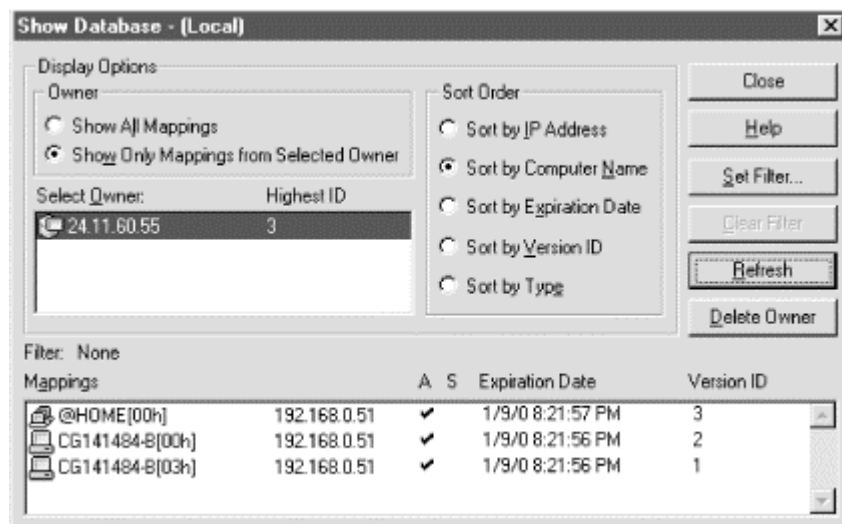 Show Database - (Local)
Display Options
Owner
Show All Mappings
Show Only Mappings from Selected Owner
Select Owner: Highest ID
24.11.60.55 3
Sort Order
Sort by IP Address
Sort by Computer Name
Sort by Expiration Date
Sort by Version ID
Sort by Type
Close
Help
Set Filter...
Clear Filter
Refresh
Delete Owner
Filter: None
Mappings A S Expiration Date Version ID
@HOME[00h] 192.168.0.51 ✔ 1/9/0 8:21:57 PM 3
CG141484-B[00h] 192.168.0.51 ✔ 1/9/0 8:21:56 PM 2
CG141484-B[03h] 192.168.0.51 ✔ 1/9/0 8:21:56 PM 1